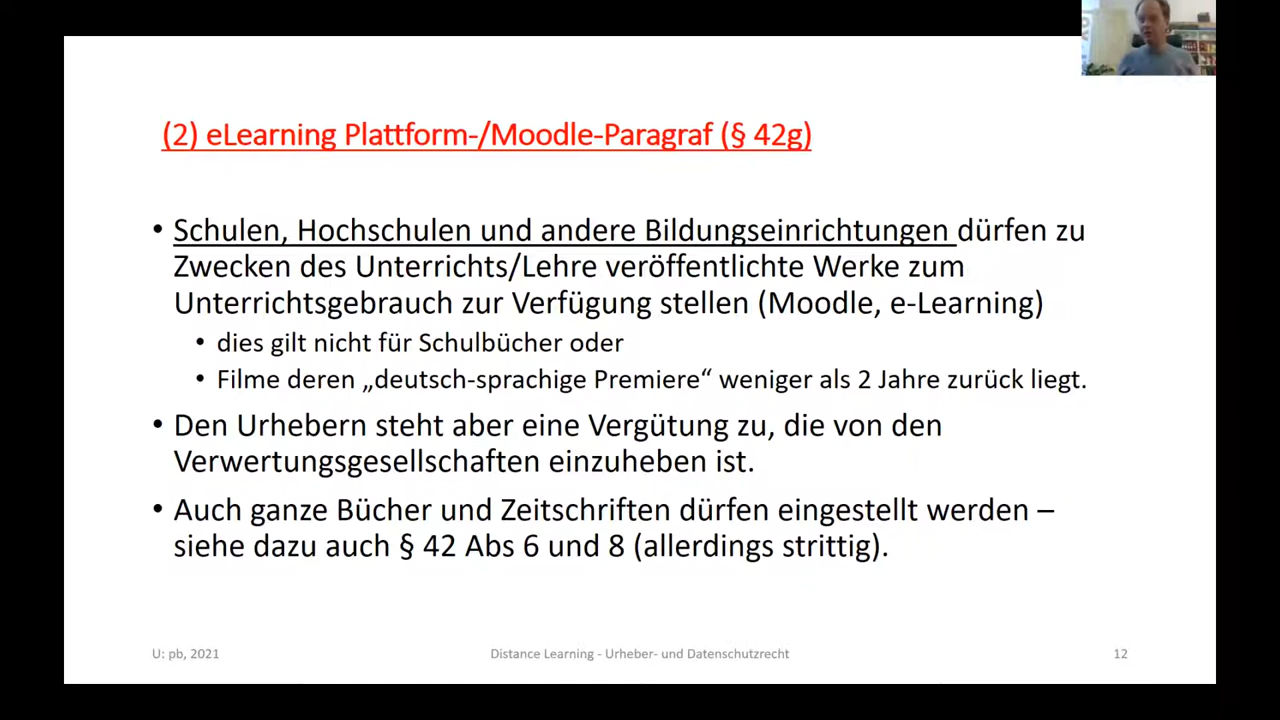 (2) eLearning Plattform-/Moodle-Paragraf (§ 42g)
• Schulen, Hochschulen und andere Bildungseinrichtungen dürfen zu
Zwecken des Unterrichts/Lehre veröffentlichte Werke zum
Unterrichtsgebrauch zur Verfügung stellen (Moodle, e-Learning)
• dies gilt nicht für Schulbücher oder
• Filme deren „deutsch-sprachige Premiere“ weniger als 2 Jahre zurück liegt.
• Den Urhebern steht aber eine Vergütung zu, die von den
Verwertungsgesellschaften einzuheben ist.
• Auch ganze Bücher und Zeitschriften dürfen eingestellt werden –
siehe dazu auch § 42 Abs 6 und 8 (allerdings strittig).
U: pb, 2021
Distance Learning - Urheber- und Datenschutzrecht
12